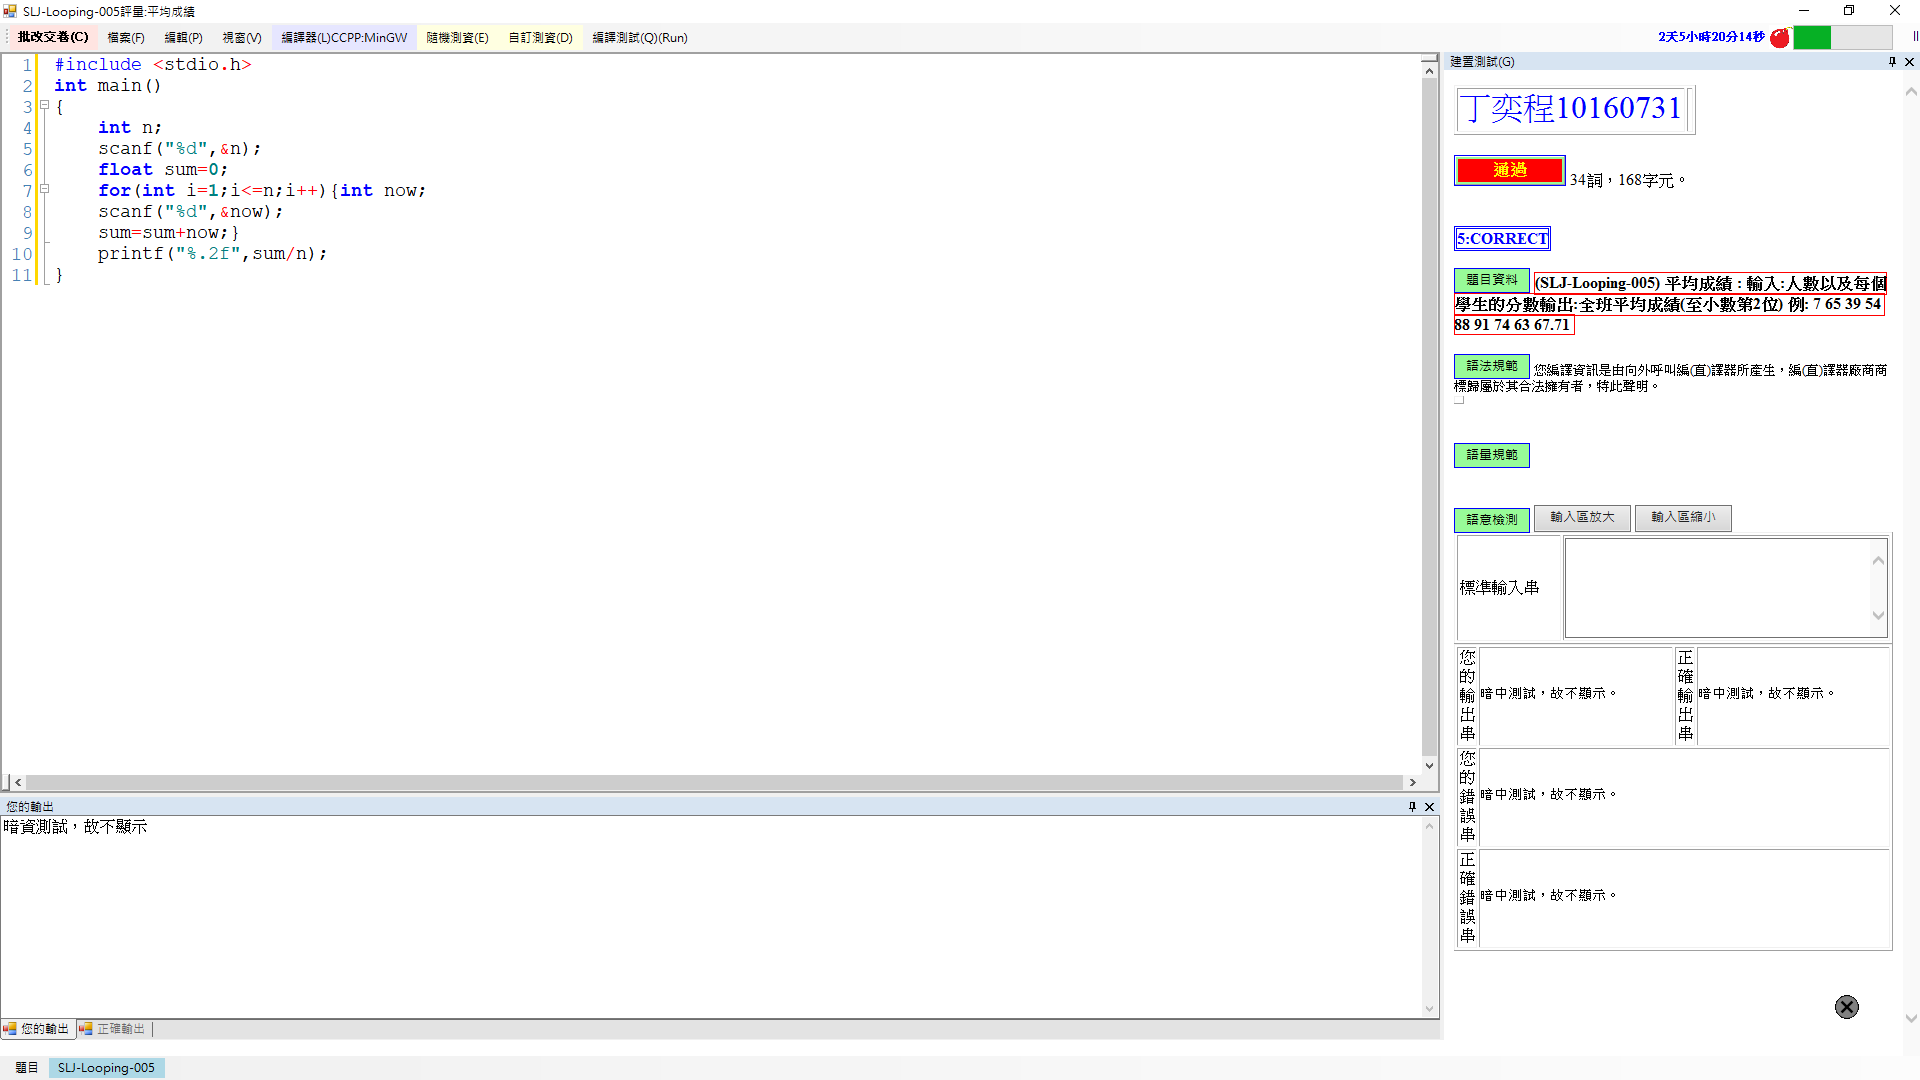 SLJ-Looping-005評量:平均成績
批改交卷(C) 檔案(F) 編輯(P) 視窗(V) 編譯器(L)CCPP:MinGW 隨機測資(E) 自訂測資(D) 編譯測試(Q)(Run) 2天5小時20分14秒
1 #include <stdio.h>
2 int main()
3 {
4 int n;
5 scanf("%d",&n);
6 float sum=0;
7 for(int i=1;i<=n;i++){int now;
8 scanf("%d",&now);
9 sum=sum+now;}
10 printf("%.2f",sum/n);
11 }
您的輸出
暗資測試，故不顯示
您的輸出 正確輸出
建置測試(G)
丁奕程10160731
通過 34詞，168字元。
5:CORRECT
題目資料 (SLJ-Looping-005) 平均成績 : 輸入:人數以及每個
學生的分數輸出:全班平均成績(至小數第2位) 例: 7 65 39 54
88 91 74 63 67.71
語法規範 您編譯資訊是由向外呼叫編(直)譯器所產生，編(直)譯器廠商商
標歸屬於其合法擁有者，特此聲明。
語量規範
語意檢測 輸入區放大 輸入區縮小
標準輸入串
您的輸出串 暗中測試，故不顯示。 正確輸出串 暗中測試，故不顯示。
您的錯誤串 暗中測試，故不顯示。
正確錯誤串 暗中測試，故不顯示。
題目 SLJ-Looping-005